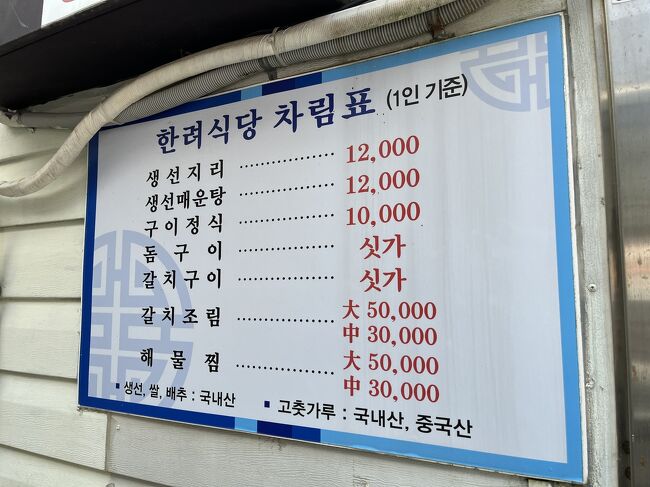 한려식당 차림표 (1인 기준)
생선지리 ················ 12,000
생선매운탕 ················ 12,000
구이정식 ················ 10,000
돔구이 ················ 싯가
갈치구이 ················ 싯가
갈치조림 ················ 大 50,000
中 30,000
해물찜 ················ 大 50,000
中 30,000
▪ 생선, 쌀, 배추 : 국내산 ▪ 고춧가루 : 국내산, 중국산